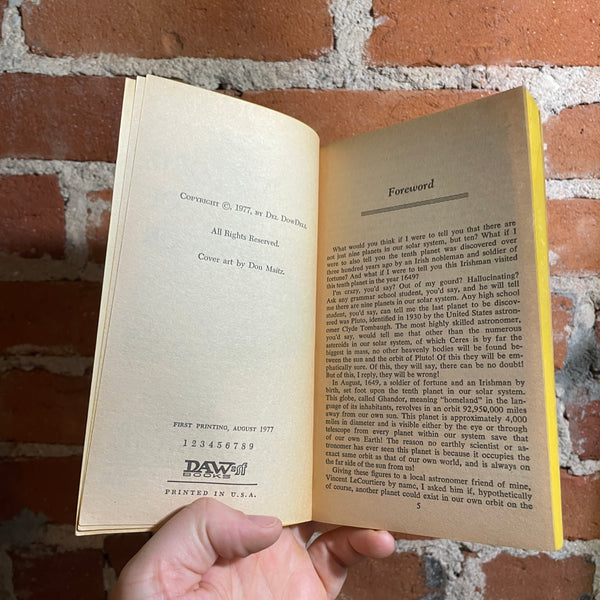 COPYRIGHT ©, 1977, BY DEL DOWDELL
All Rights Reserved.
Cover art by Don Maitz.
FIRST PRINTING, AUGUST 1977
1 2 3 4 5 6 7 8 9
DAW sf
BOOKS
PRINTED IN U.S.A.
Foreword
What would you think if I were to tell you that there are
not just nine planets in our solar system, but ten? What if I
were to also tell you the tenth planet was discovered over
three hundred years ago by an Irish nobleman and soldier of
fortune? And what if I were to tell you this Irishman visited
this tenth planet in the year 1649?
I'm crazy, you'd say? Out of my gourd? Hallucinating?
Ask any grammar school student, you'd say, and he will tell
me there are nine planets in our solar system. Any high school
student, you'd say, can tell me the last planet to be discov-
ered was Pluto, identified in 1930 by the United States astron-
omer Clyde Tombaugh. The most highly skilled astronomer,
you'd say, would tell me that other than the numerous
asteroids in our solar system, of which Ceres is by far the
biggest in mass, no other heavenly bodies will be found be-
tween the sun and the orbit of Pluto! Of this they will be em-
phatically sure. Of this, they will say, there can be no doubt!
But of this, I reply, they will be wrong!
In August, 1649, a soldier of fortune and an Irishman by
birth, set foot upon the tenth planet in our solar system.
This globe, called Ghandor, meaning "homeland" in the lan-
guage of its inhabitants, revolves in an orbit 92,950,000 miles
away from our own sun. This planet is approximately 4,000
miles in diameter and is visible either by the eye or through
telescope from every planet within our system save that
of our own Earth! The reason no earthly scientist or as-
tronomer has ever seen this planet is because it occupies the
exact same orbit as that of our own world, and is always on
the far side of the sun from us!
Giving these figures to a local astronomer friend of mine,
Vincent LeCourtiere by name, I asked him if, hypothetically
of course, another planet could exist in our own orbit on the
5